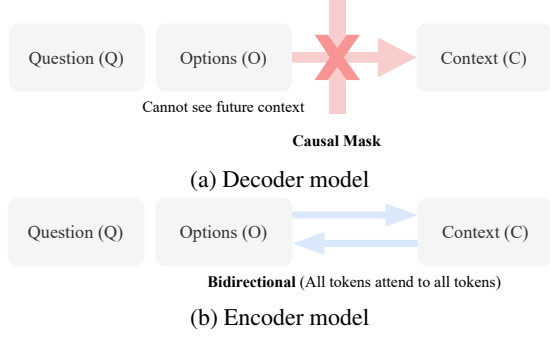 Question (Q) Options (O) Context (C)
Cannot see future context
Causal Mask
(a) Decoder model
Question (Q) Options (O) Context (C)
Bidirectional (All tokens attend to all tokens)
(b) Encoder model